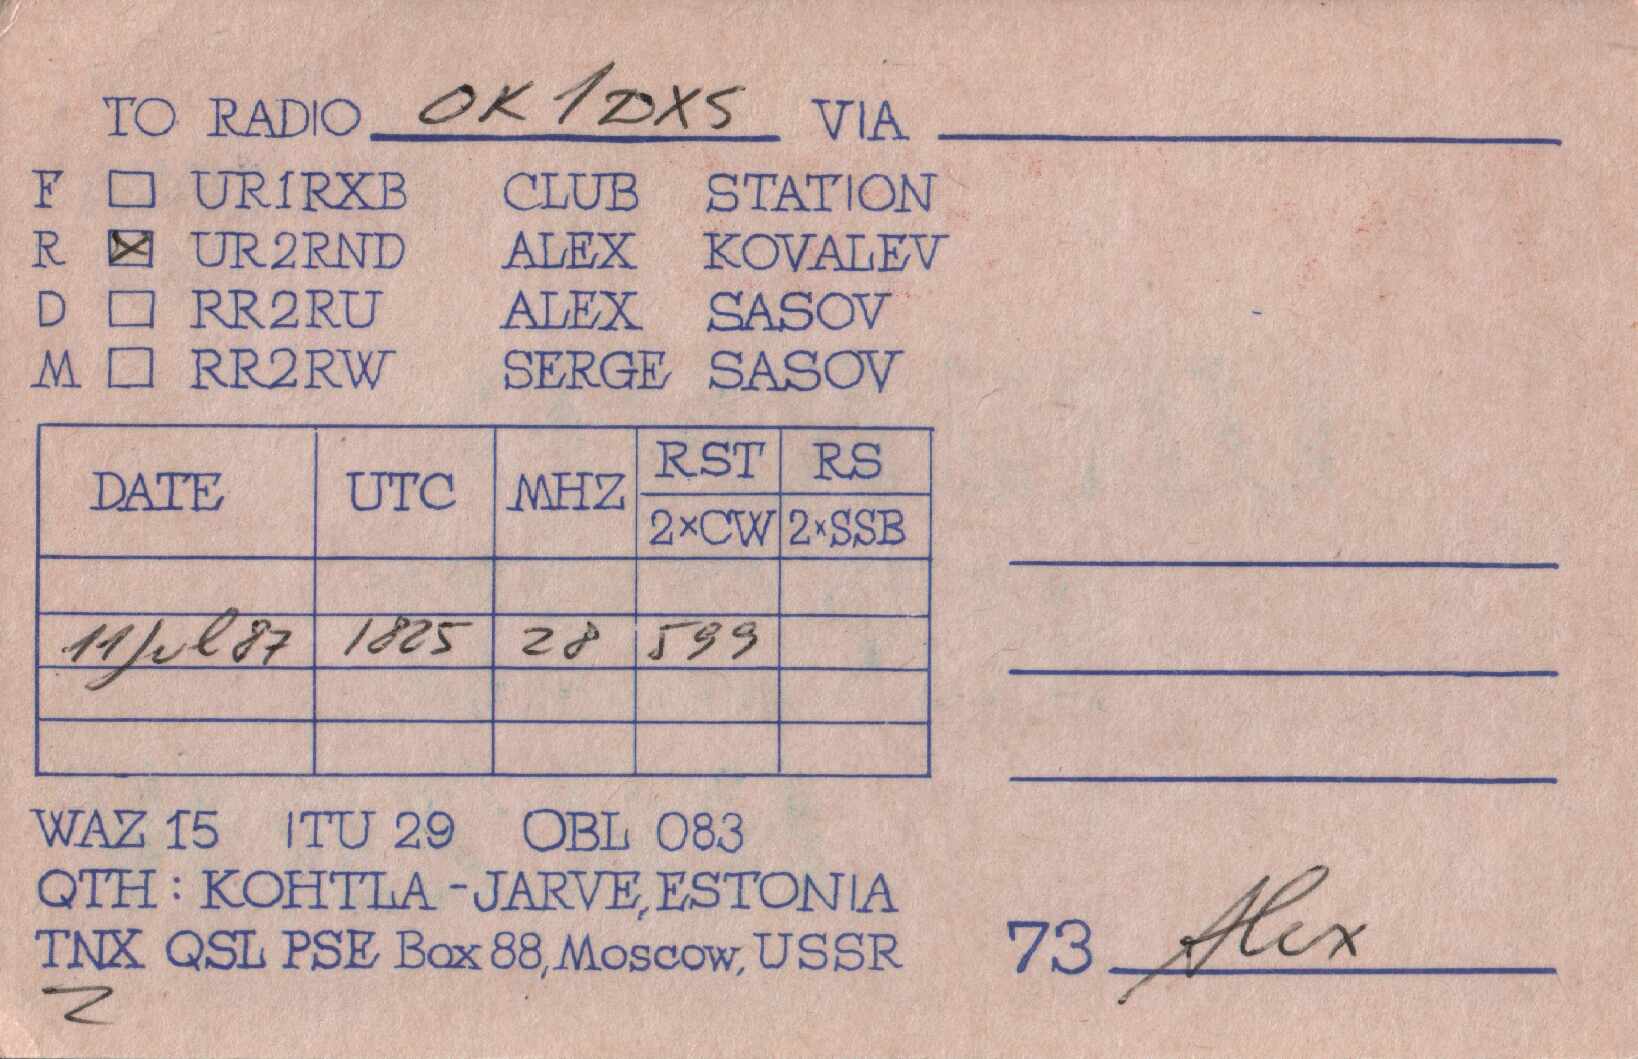 TO RADIO OK1DXS VIA
F UR1RXB CLUB STATION
R UR2RND ALEX KOVALEV
D RR2RU ALEX SASOV
M RR2RW SERGE SASOV
DATE UTC MHZ RST RS
2×CW 2×SSB
11 Jul 87 1825 28 599
WAZ 15 ITU 29 OBL 083
QTH: KOHTLA-JARVE, ESTONIA
TNX QSL PSE Box 88, Moscow, USSR
73 Alex